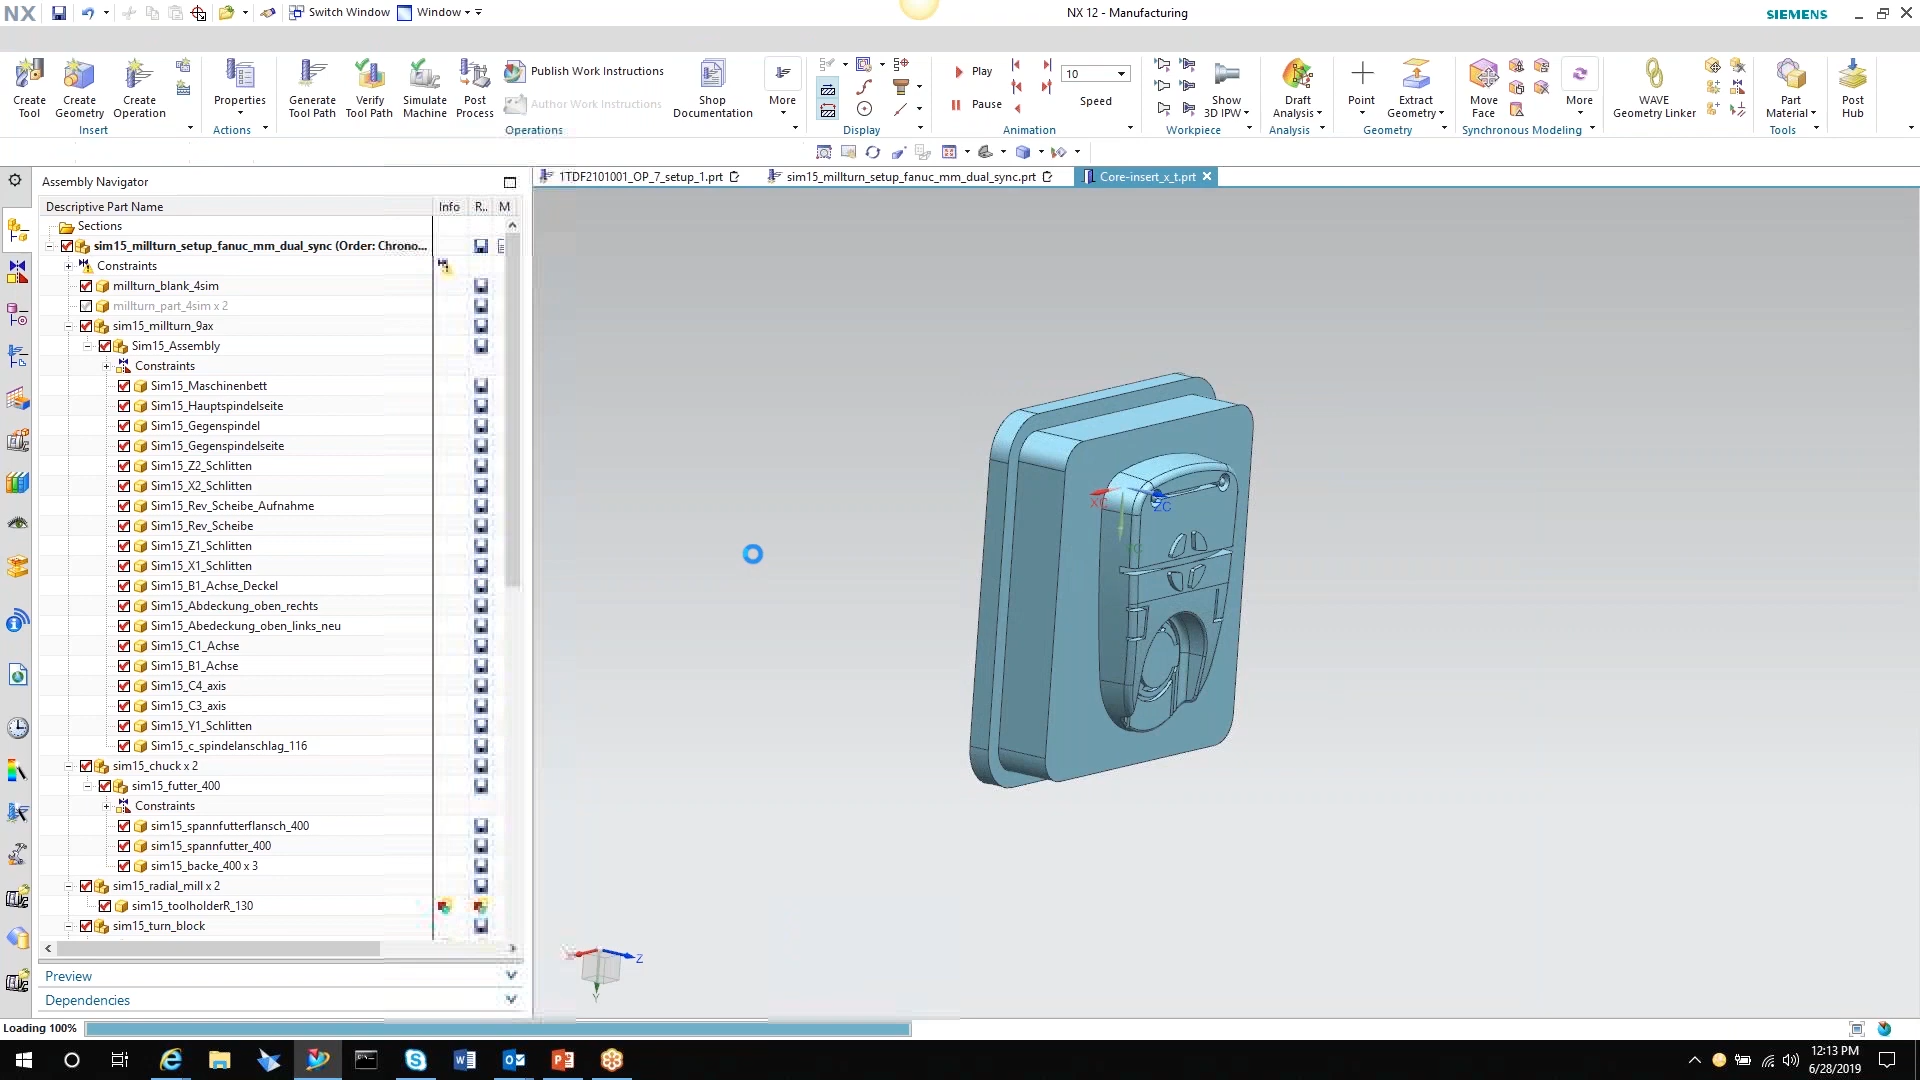 NX
Switch Window
Window
NX 12 - Manufacturing
SIEMENS
Create Tool
Create Geometry
Create Operation
Properties
Generate Tool Path
Verify Tool Path
Simulate Machine
Post Process
Publish Work Instructions
Author Work Instructions
Shop Documentation
More
Play
Pause
10
Speed
Show 3D IPW
Draft Analysis
Point
Extract Geometry
Move Face
More
WAVE Geometry Linker
Part Material
Post Hub
Insert
Actions
Operations
Display
Animation
Workpiece
Analysis
Geometry
Synchronous Modeling
Tools
Assembly Navigator
1TDF2101001_OP_7_setup_1.prt
sim15_millturn_setup_fanuc_mm_dual_sync.prt
Core-insert_x_t.prt
Descriptive Part Name
Info
R..
M
Sections
sim15_millturn_setup_fanuc_mm_dual_sync (Order: Chrono...
Constraints
millturn_blank_4sim
millturn_part_4sim x 2
sim15_millturn_9ax
Sim15_Assembly
Constraints
Sim15_Maschinenbett
Sim15_Hauptspindelseite
Sim15_Gegenspindel
Sim15_Gegenspindelseite
Sim15_Z2_Schlitten
Sim15_X2_Schlitten
Sim15_Rev_Scheibe_Aufnahme
Sim15_Rev_Scheibe
Sim15_Z1_Schlitten
Sim15_X1_Schlitten
Sim15_B1_Achse_Deckel
Sim15_Abdeckung_oben_rechts
Sim15_Abedeckung_oben_links_neu
Sim15_C1_Achse
Sim15_B1_Achse
Sim15_C4_axis
Sim15_C3_axis
Sim15_Y1_Schlitten
Sim15_c_spindelanschlag_116
sim15_chuck x 2
sim15_futter_400
Constraints
sim15_spannfutterflansch_400
sim15_spannfutter_400
sim15_backe_400 x 3
sim15_radial_mill x 2
sim15_toolholderR_130
sim15_turn_block
XC
ZC
YC
Z
Y
Preview
Dependencies
Loading 100%
12:13 PM
6/28/2019